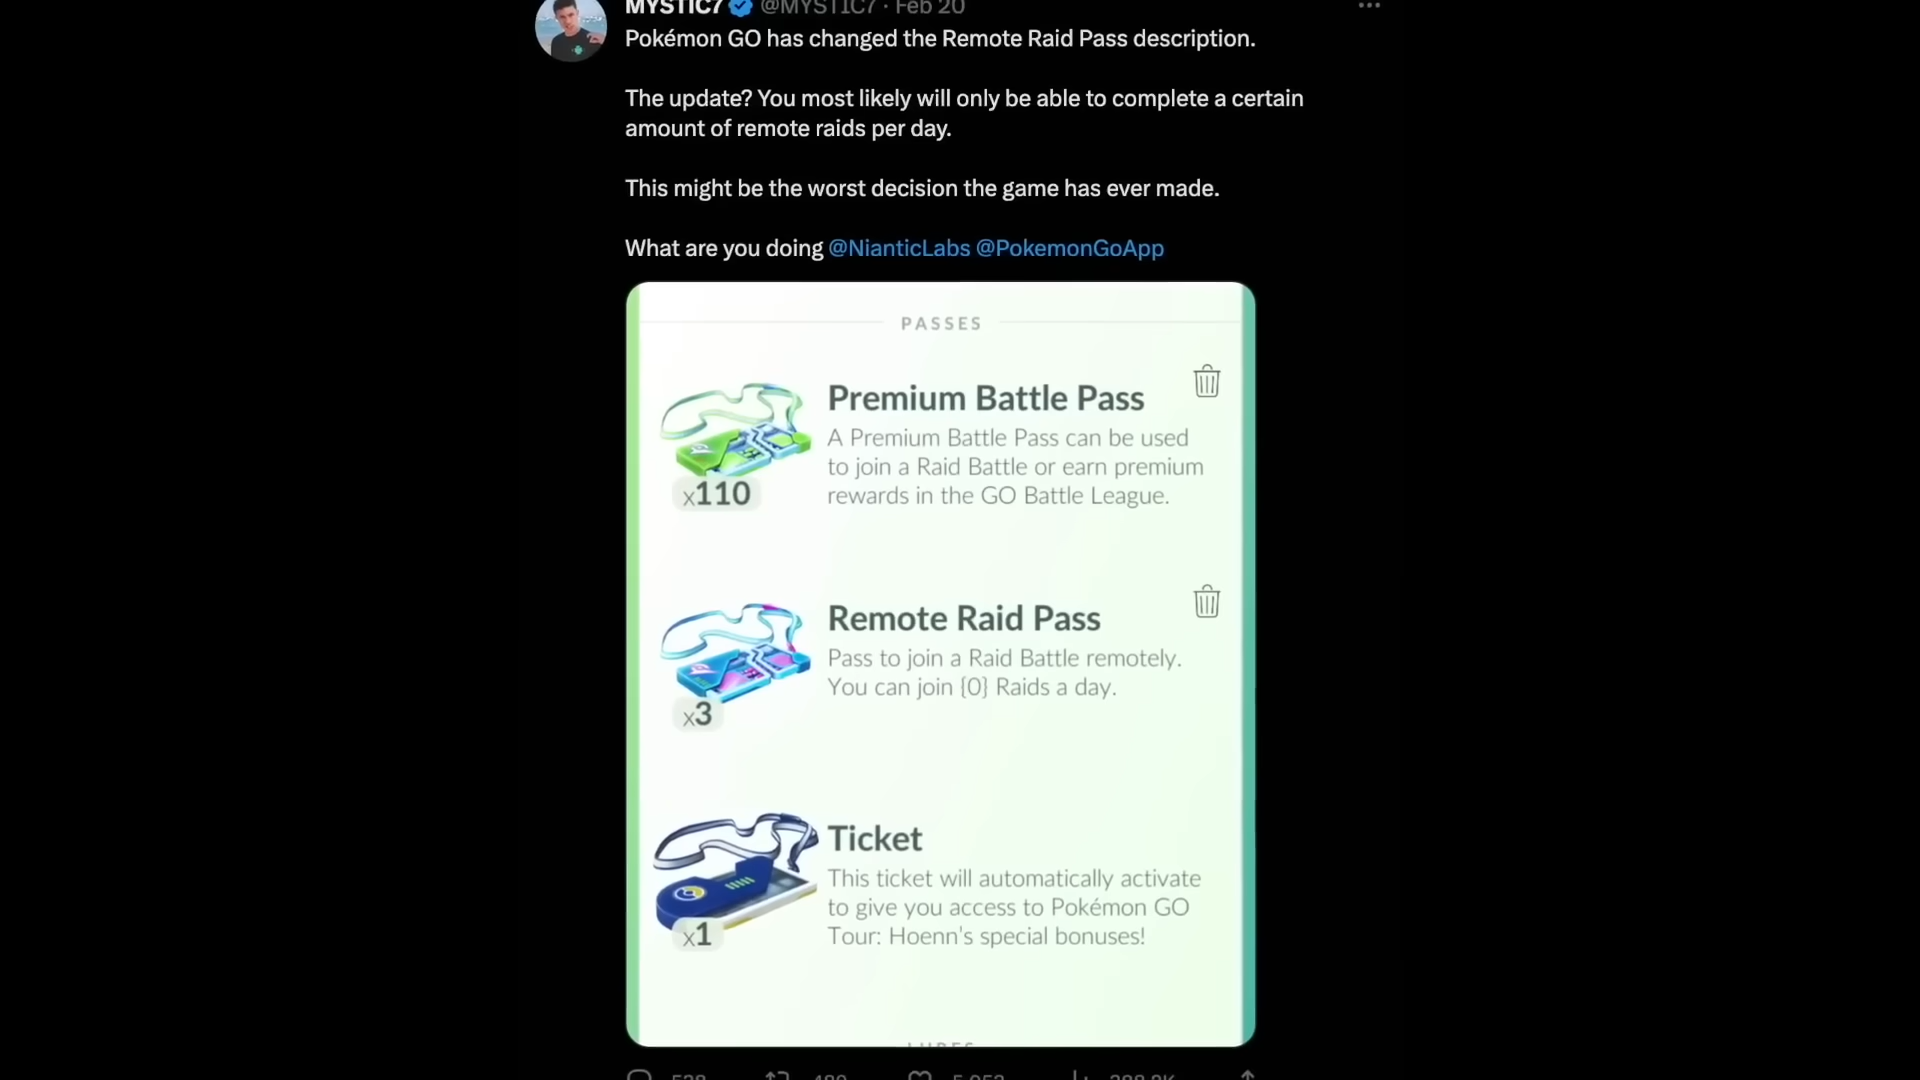 MYSTIC7 @MYSTIC7 · Feb 20
Pokémon GO has changed the Remote Raid Pass description.
The update? You most likely will only be able to complete a certain
amount of remote raids per day.
This might be the worst decision the game has ever made.
What are you doing @NianticLabs @PokemonGoApp
PASSES
Premium Battle Pass
A Premium Battle Pass can be used
to join a Raid Battle or earn premium
rewards in the GO Battle League.
x110
Remote Raid Pass
Pass to join a Raid Battle remotely.
You can join {0} Raids a day.
x3
Ticket
This ticket will automatically activate
to give you access to Pokémon GO
Tour: Hoenn's special bonuses!
x1